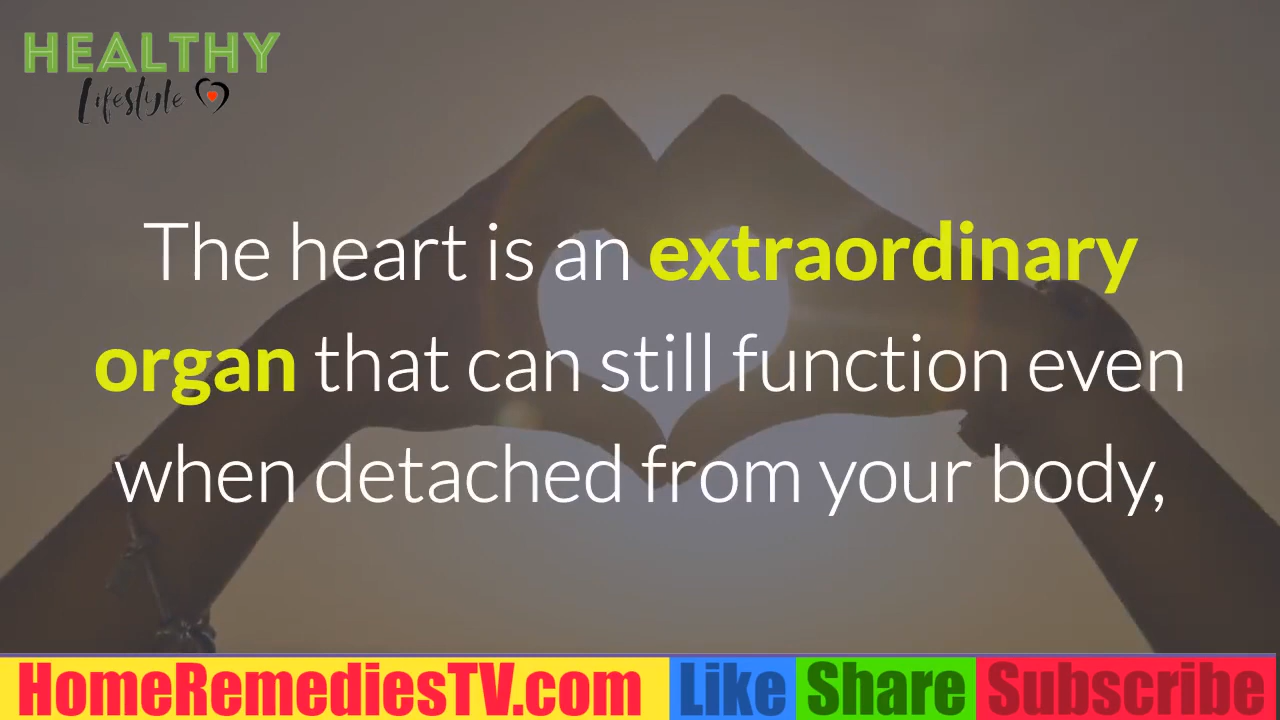 HEALTHY
Lifestyle
The heart is an extraordinary
organ that can still function even
when detached from your body,
HomeRemediesTV.com Like Share Subscribe